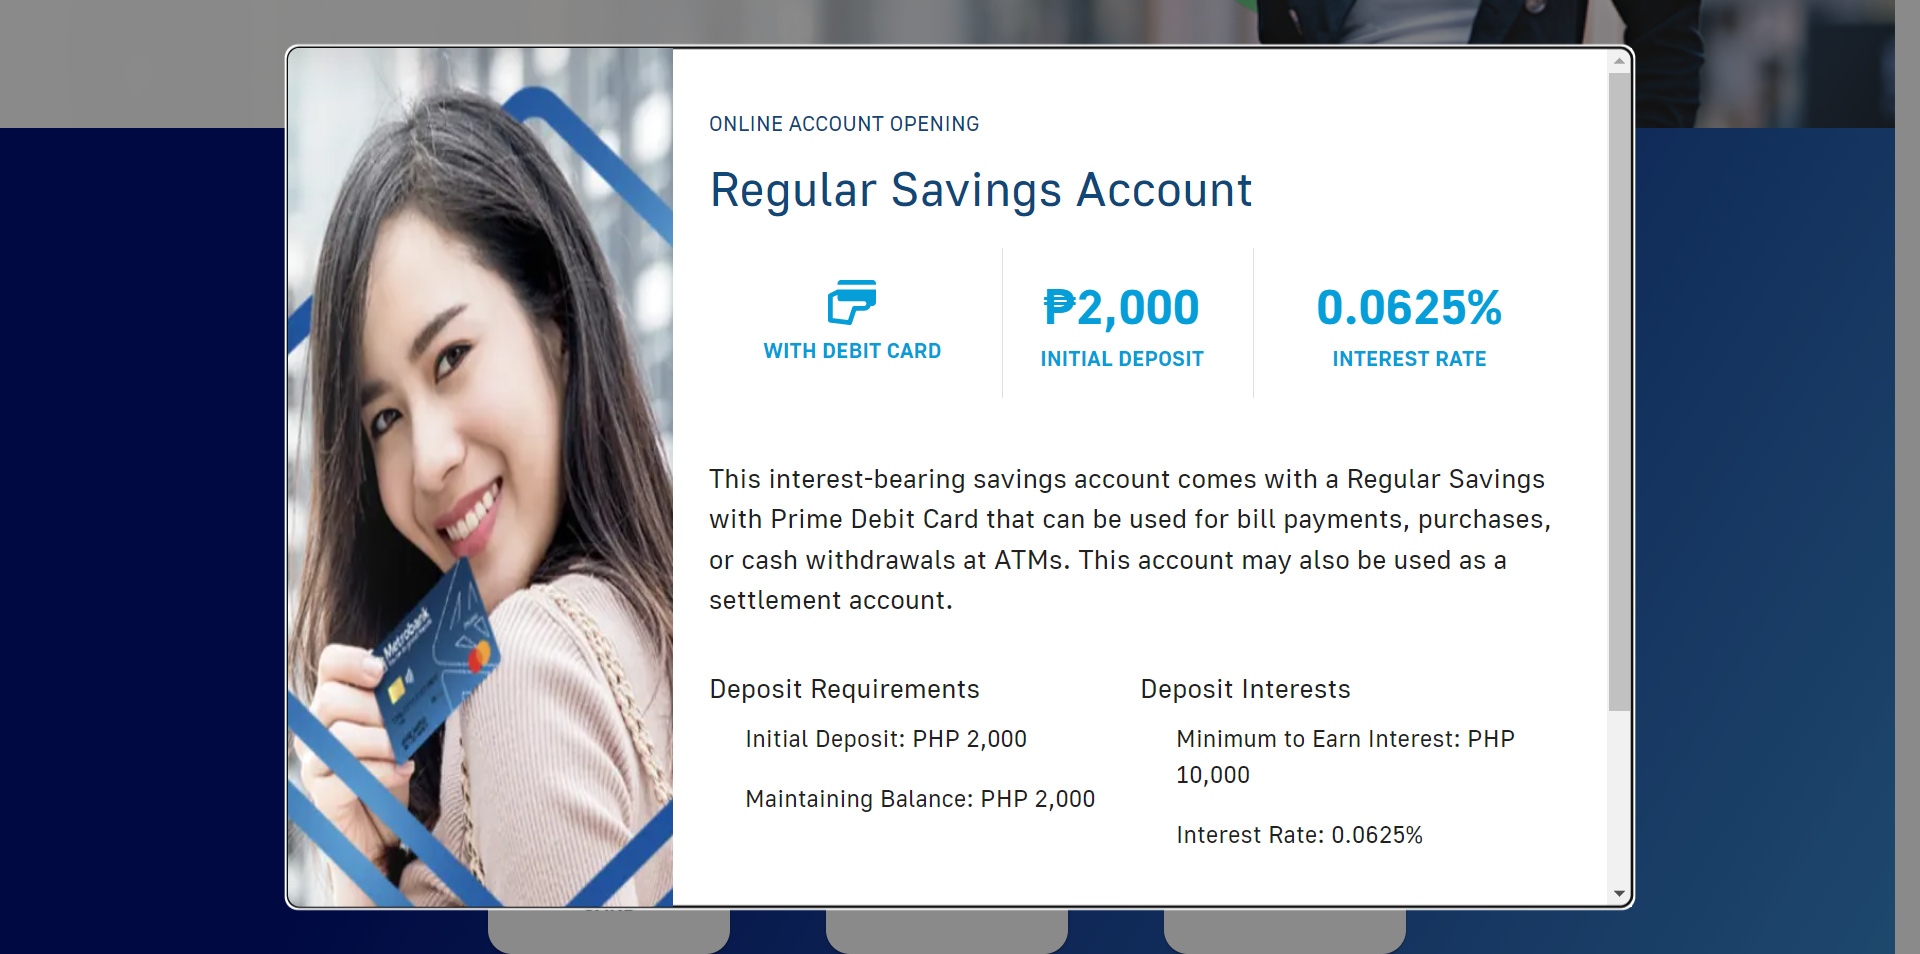 ONLINE ACCOUNT OPENING
Regular Savings Account
WITH DEBIT CARD
₱2,000
INITIAL DEPOSIT
0.0625%
INTEREST RATE
This interest-bearing savings account comes with a Regular Savings
with Prime Debit Card that can be used for bill payments, purchases,
or cash withdrawals at ATMs. This account may also be used as a
settlement account.
Deposit Requirements
Initial Deposit: PHP 2,000
Maintaining Balance: PHP 2,000
Deposit Interests
Minimum to Earn Interest: PHP
10,000
Interest Rate: 0.0625%
Metrobank